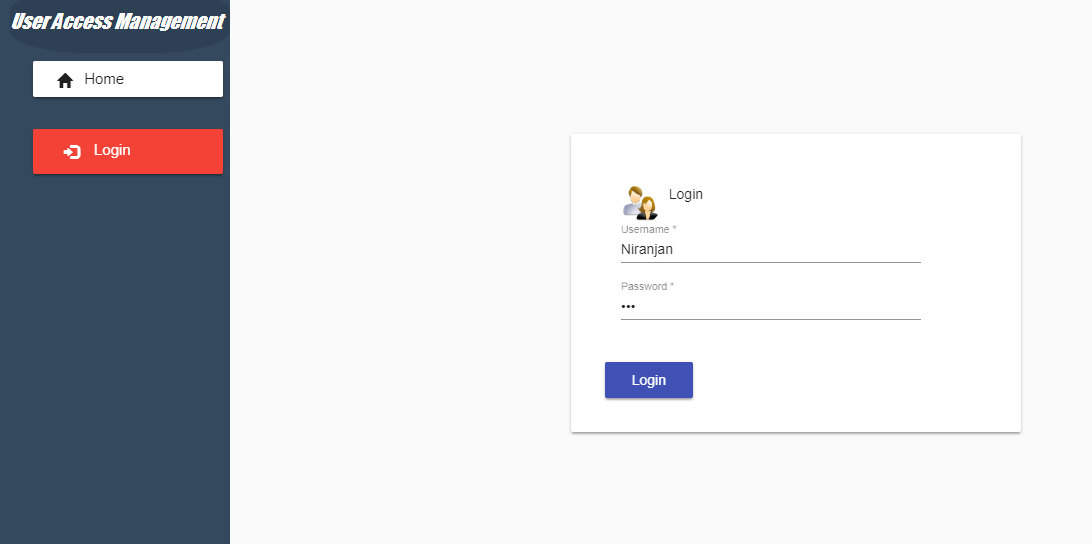 User Access Management
Home
Login
Login
Username *
Niranjan
Password *
•••
Login